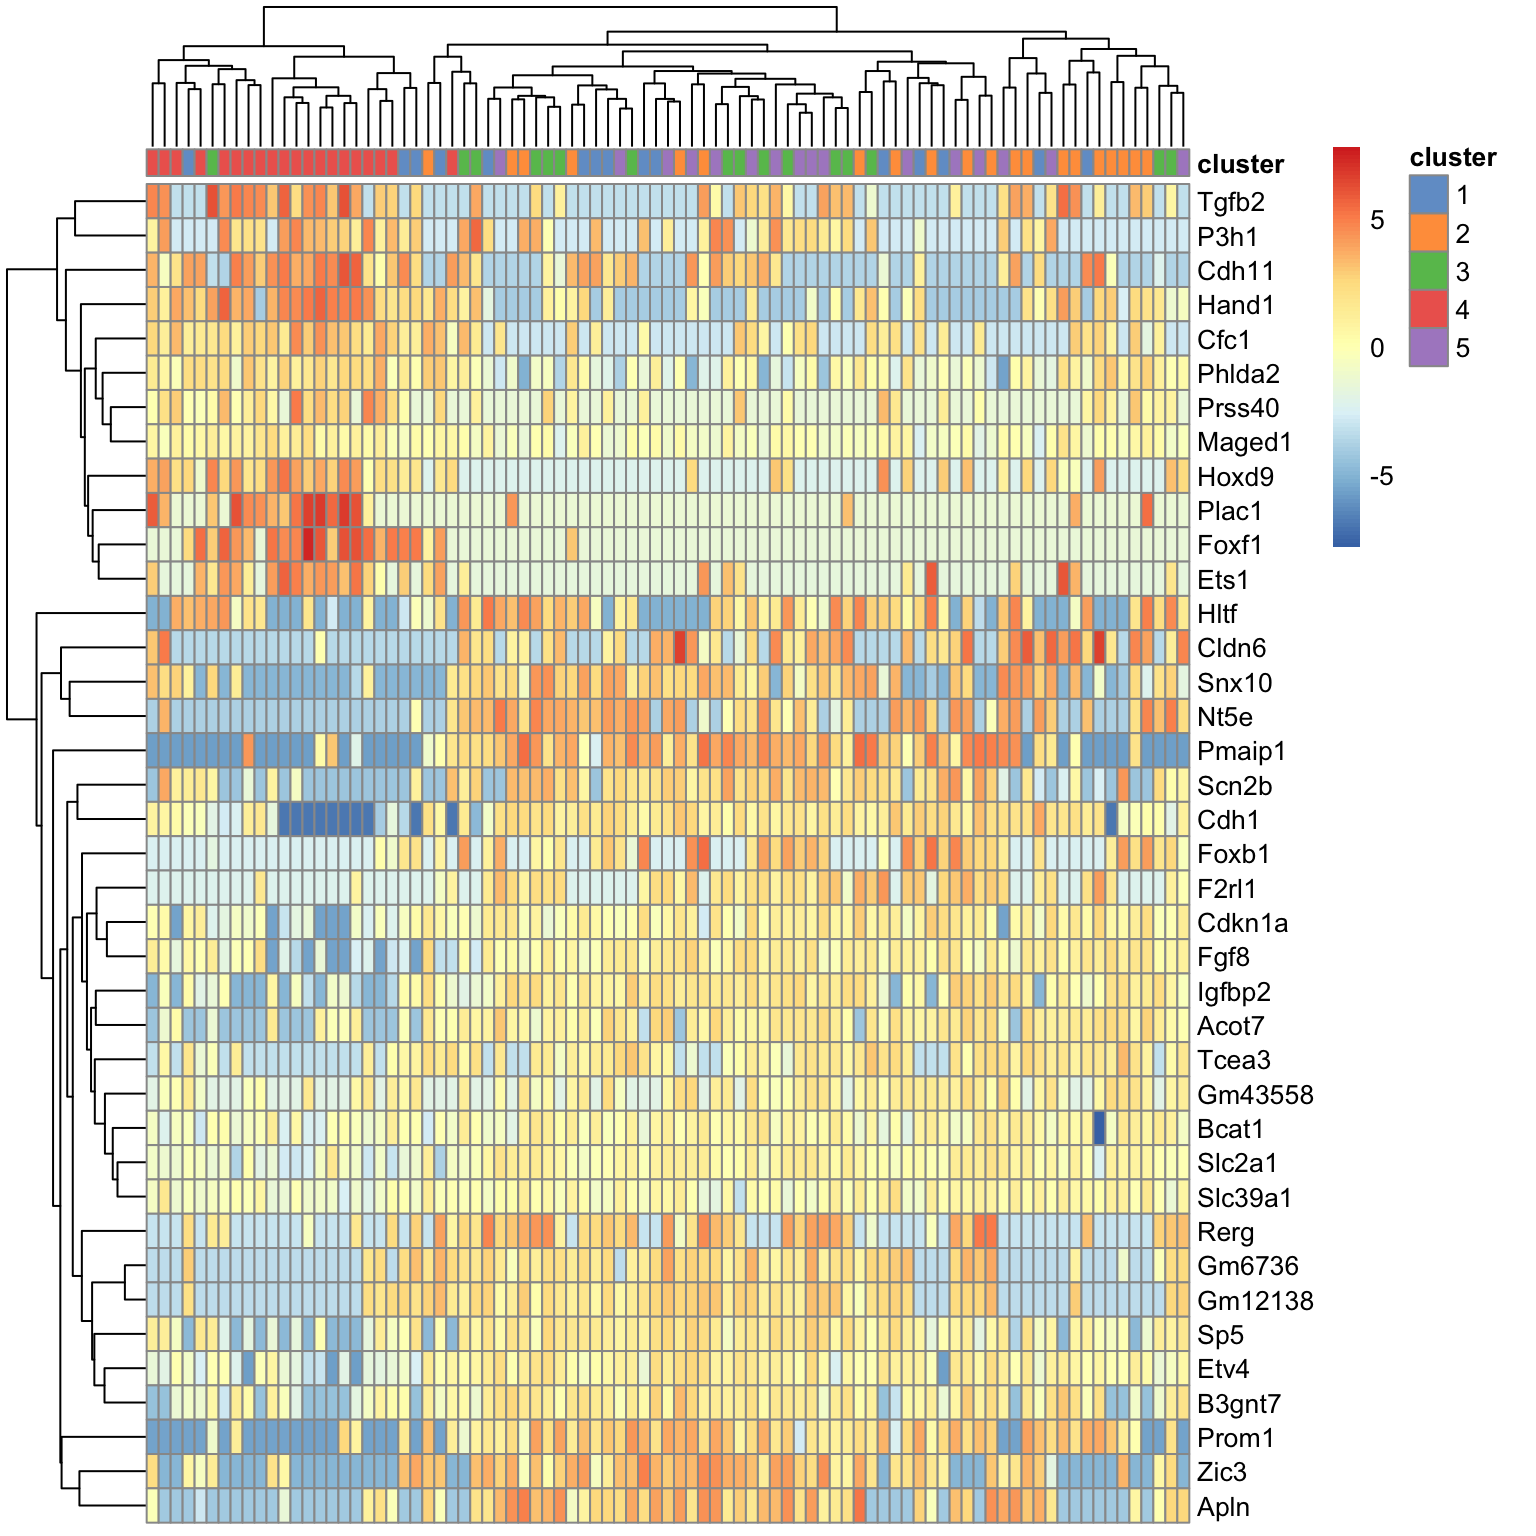 cluster
Tgfb2
P3h1
Cdh11
Hand1
Cfc1
Phlda2
Prss40
Maged1
Hoxd9
Plac1
Foxf1
Ets1
Hltf
Cldn6
Snx10
Nt5e
Pmaip1
Scn2b
Cdh1
Foxb1
F2rl1
Cdkn1a
Fgf8
Igfbp2
Acot7
Tcea3
Gm43558
Bcat1
Slc2a1
Slc39a1
Rerg
Gm6736
Gm12138
Sp5
Etv4
B3gnt7
Prom1
Zic3
Apln
5
0
-5
cluster
1
2
3
4
5